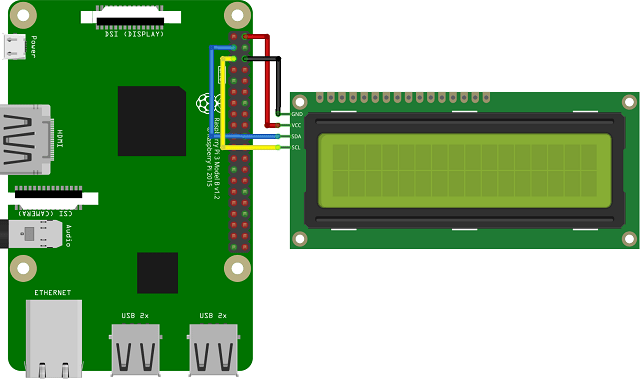 DSI (DISPLAY)
Power
HDMI
Raspberry Pi 3 Model B v1.2
© Raspberry Pi 2015
CSI (CAMERA)
Audio
ETHERNET
USB 2x
USB 2x
GND
VCC
SDA
SCL